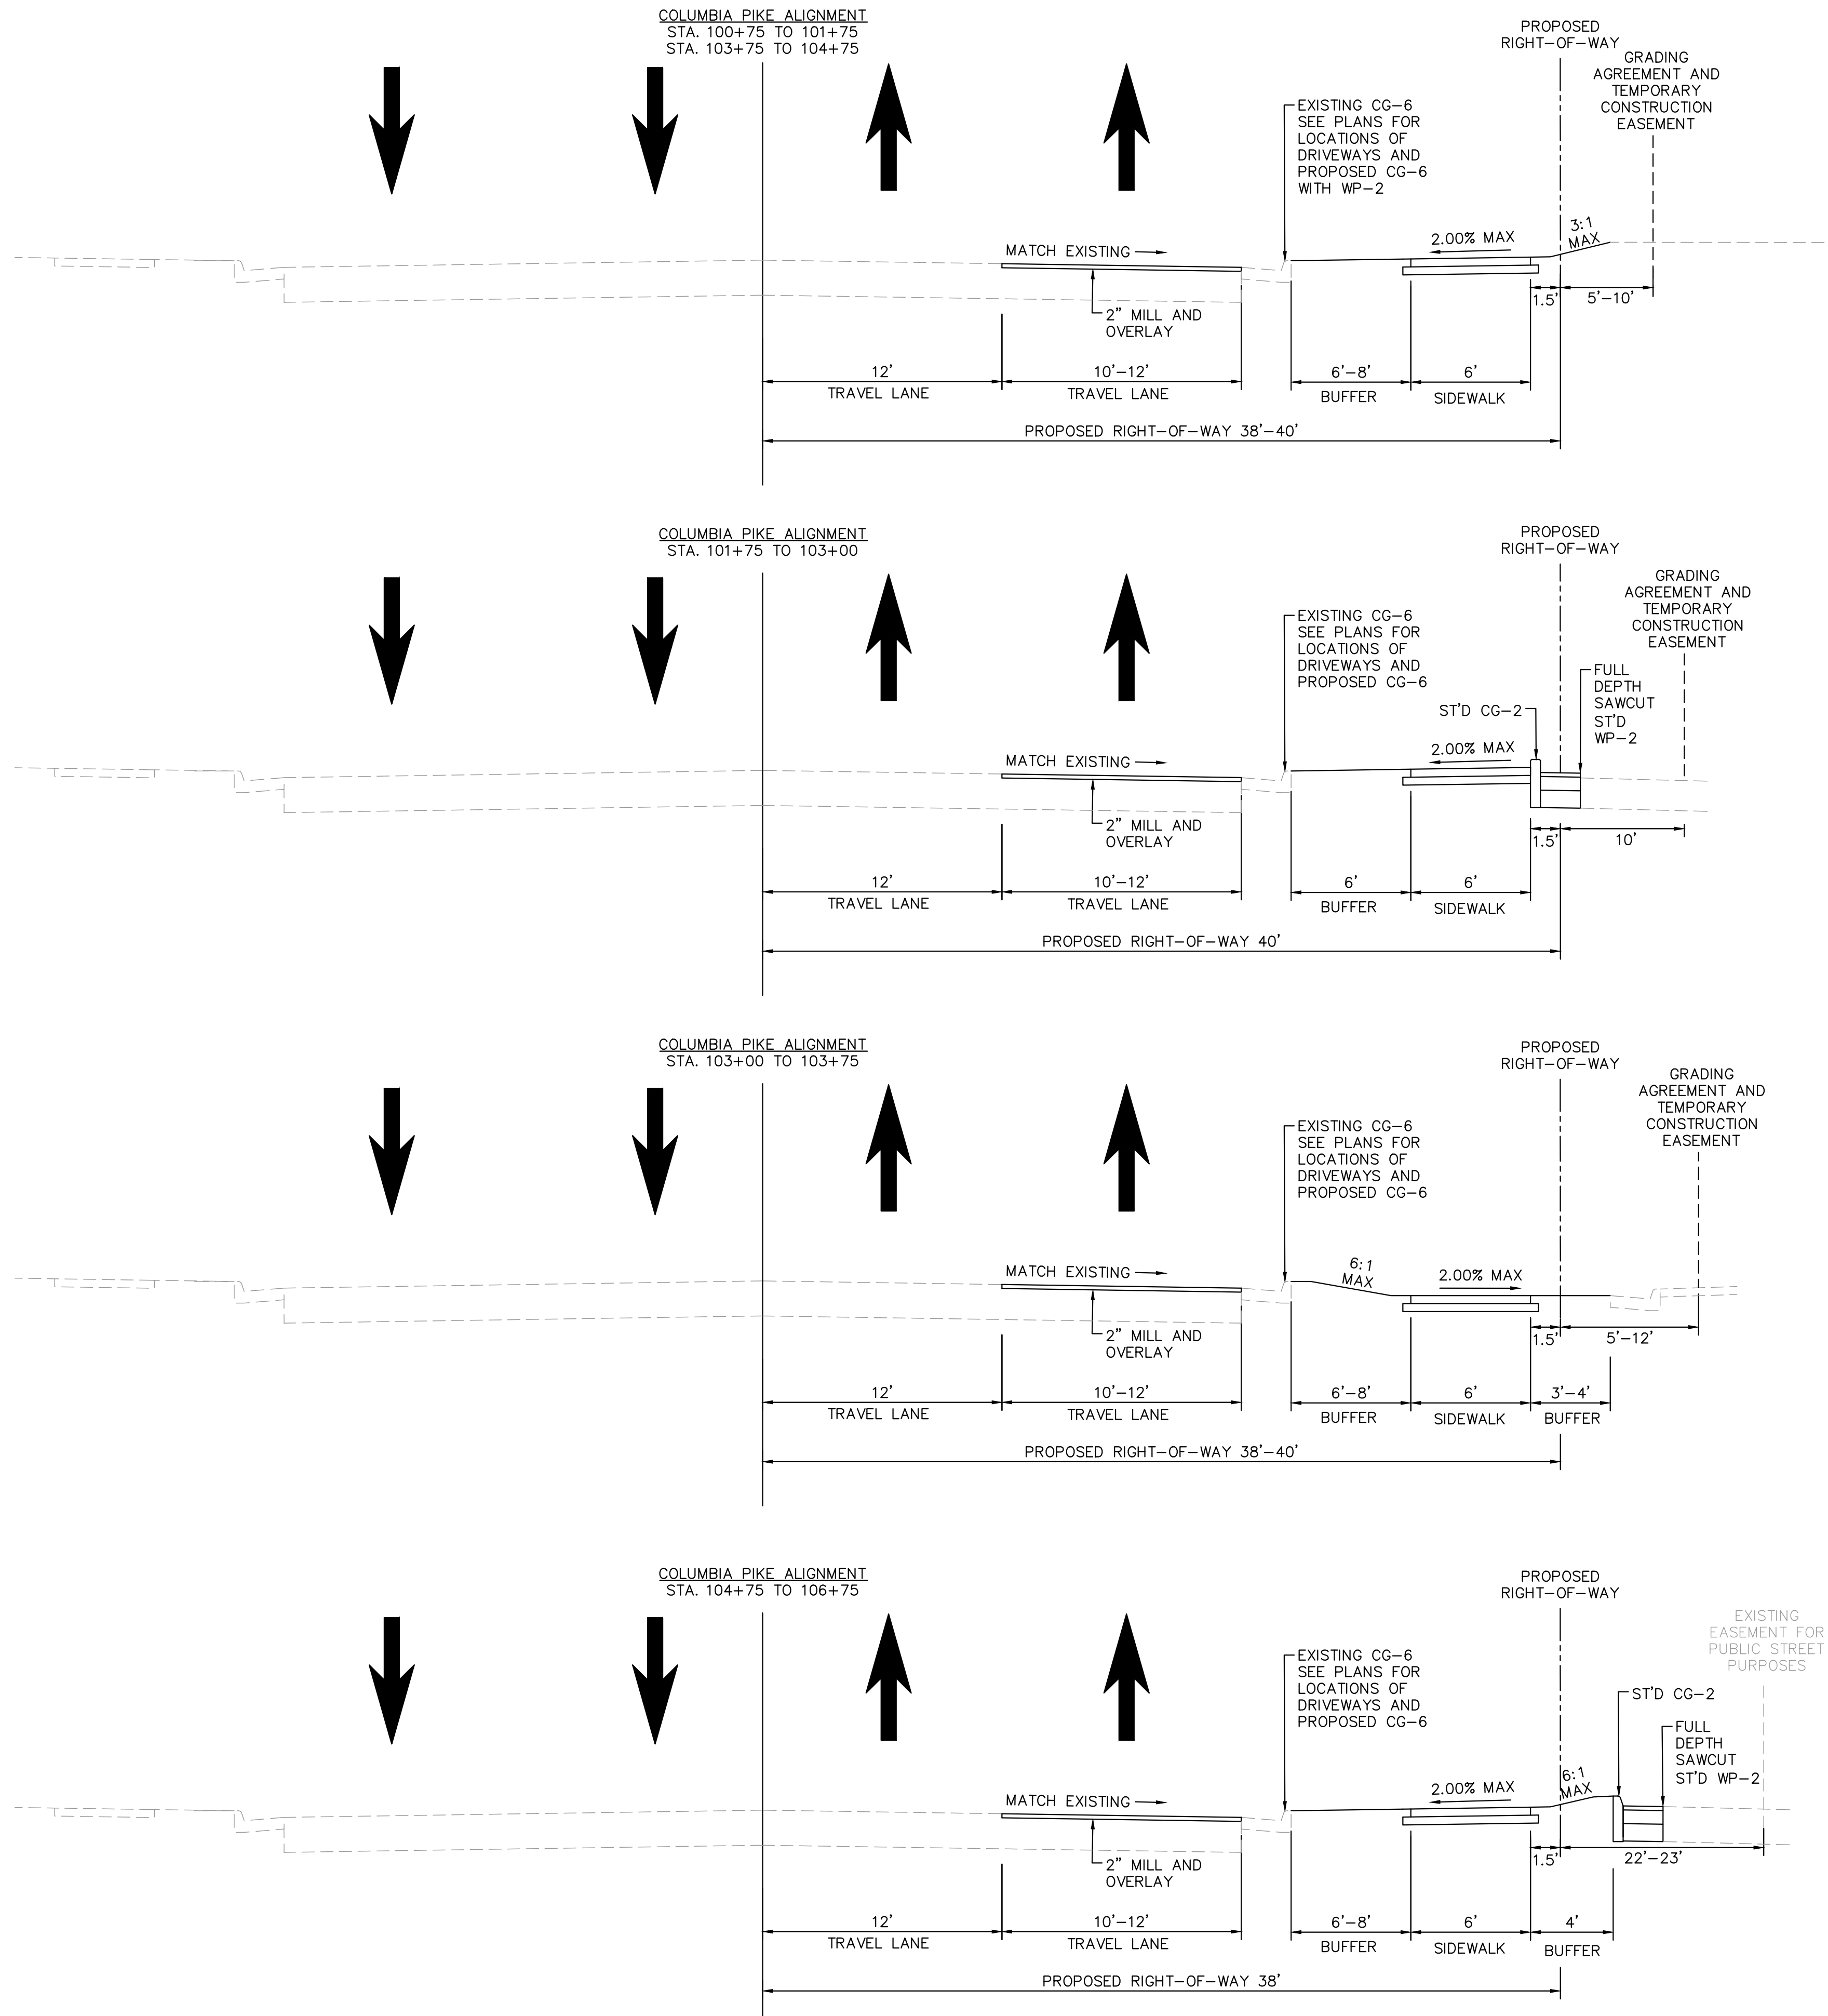 COLUMBIA PIKE ALIGNMENT
STA. 100+75 TO 101+75
STA. 103+75 TO 104+75
PROPOSED
RIGHT-OF-WAY
GRADING
AGREEMENT AND
TEMPORARY
CONSTRUCTION
EASEMENT
EXISTING CG-6
SEE PLANS FOR
LOCATIONS OF
DRIVEWAYS AND
PROPOSED CG-6
WITH WP-2
MATCH EXISTING
2.00% MAX
3:1
MAX
2" MILL AND
OVERLAY
1.5'
5'-10'
12'
TRAVEL LANE
10'-12'
TRAVEL LANE
6'-8'
BUFFER
6'
SIDEWALK
PROPOSED RIGHT-OF-WAY 38'-40'
COLUMBIA PIKE ALIGNMENT
STA. 101+75 TO 103+00
PROPOSED
RIGHT-OF-WAY
GRADING
AGREEMENT AND
TEMPORARY
CONSTRUCTION
EASEMENT
EXISTING CG-6
SEE PLANS FOR
LOCATIONS OF
DRIVEWAYS AND
PROPOSED CG-6
FULL
DEPTH
SAWCUT
ST'D
WP-2
ST'D CG-2
MATCH EXISTING
2.00% MAX
2" MILL AND
OVERLAY
1.5'
10'
12'
TRAVEL LANE
10'-12'
TRAVEL LANE
6'
BUFFER
6'
SIDEWALK
PROPOSED RIGHT-OF-WAY 40'
COLUMBIA PIKE ALIGNMENT
STA. 103+00 TO 103+75
PROPOSED
RIGHT-OF-WAY
GRADING
AGREEMENT AND
TEMPORARY
CONSTRUCTION
EASEMENT
EXISTING CG-6
SEE PLANS FOR
LOCATIONS OF
DRIVEWAYS AND
PROPOSED CG-6
MATCH EXISTING
6:1
MAX
2.00% MAX
2" MILL AND
OVERLAY
1.5'
5'-12'
12'
TRAVEL LANE
10'-12'
TRAVEL LANE
6'-8'
BUFFER
6'
SIDEWALK
3'-4'
BUFFER
PROPOSED RIGHT-OF-WAY 38'-40'
COLUMBIA PIKE ALIGNMENT
STA. 104+75 TO 106+75
PROPOSED
RIGHT-OF-WAY
EXISTING
EASEMENT FOR
PUBLIC STREET
PURPOSES
EXISTING CG-6
SEE PLANS FOR
LOCATIONS OF
DRIVEWAYS AND
PROPOSED CG-6
ST'D CG-2
FULL
DEPTH
SAWCUT
ST'D WP-2
MATCH EXISTING
2.00% MAX
6:1
MAX
2" MILL AND
OVERLAY
1.5'
22'-23'
12'
TRAVEL LANE
10'-12'
TRAVEL LANE
6'-8'
BUFFER
6'
SIDEWALK
4'
BUFFER
PROPOSED RIGHT-OF-WAY 38'